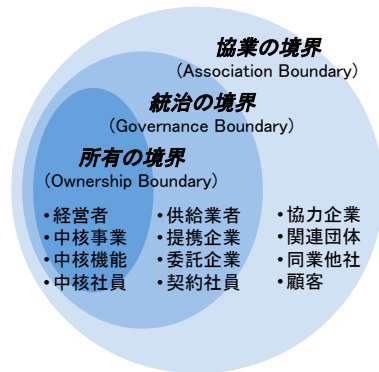 協業の境界
(Association Boundary)
統治の境界
(Governance Boundary)
所有の境界
(Ownership Boundary)
・経営者
・中核事業
・中核機能
・中核社員
・供給業者
・提携企業
・委託企業
・契約社員
・協力企業
・関連団体
・同業他社
・顧客